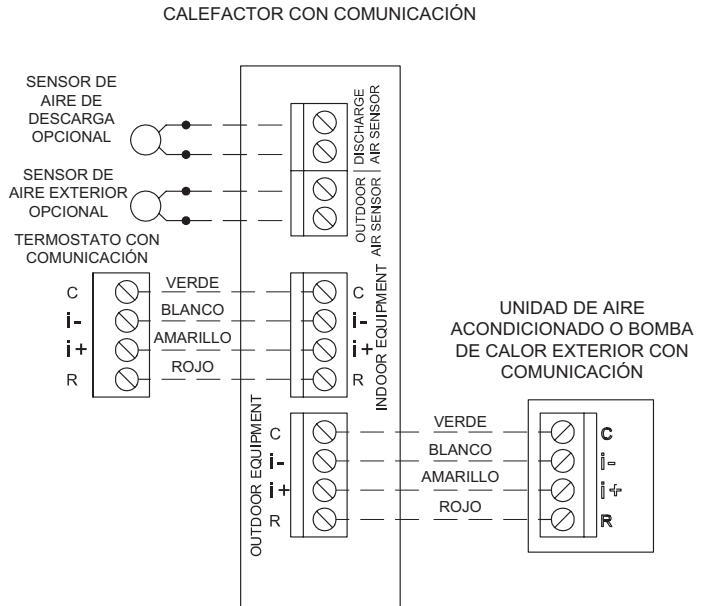 CALEFACTOR CON COMUNICACIÓN
SENSOR DE
AIRE DE
DESCARGA
OPCIONAL
DISCHARGE
AIR SENSOR
SENSOR DE
AIRE EXTERIOR
OPCIONAL
OUTDOOR
AIR SENSOR
TERMOSTATO CON
COMUNICACIÓN
C
VERDE
C
i-
BLANCO
i-
i+
AMARILLO
i+
R
ROJO
R
INDOOR EQUIPMENT
UNIDAD DE AIRE
ACONDICIONADO O BOMBA
DE CALOR EXTERIOR CON
COMUNICACIÓN
OUTDOOR EQUIPMENT
C
VERDE
C
i-
BLANCO
i-
i+
AMARILLO
i+
R
ROJO
R